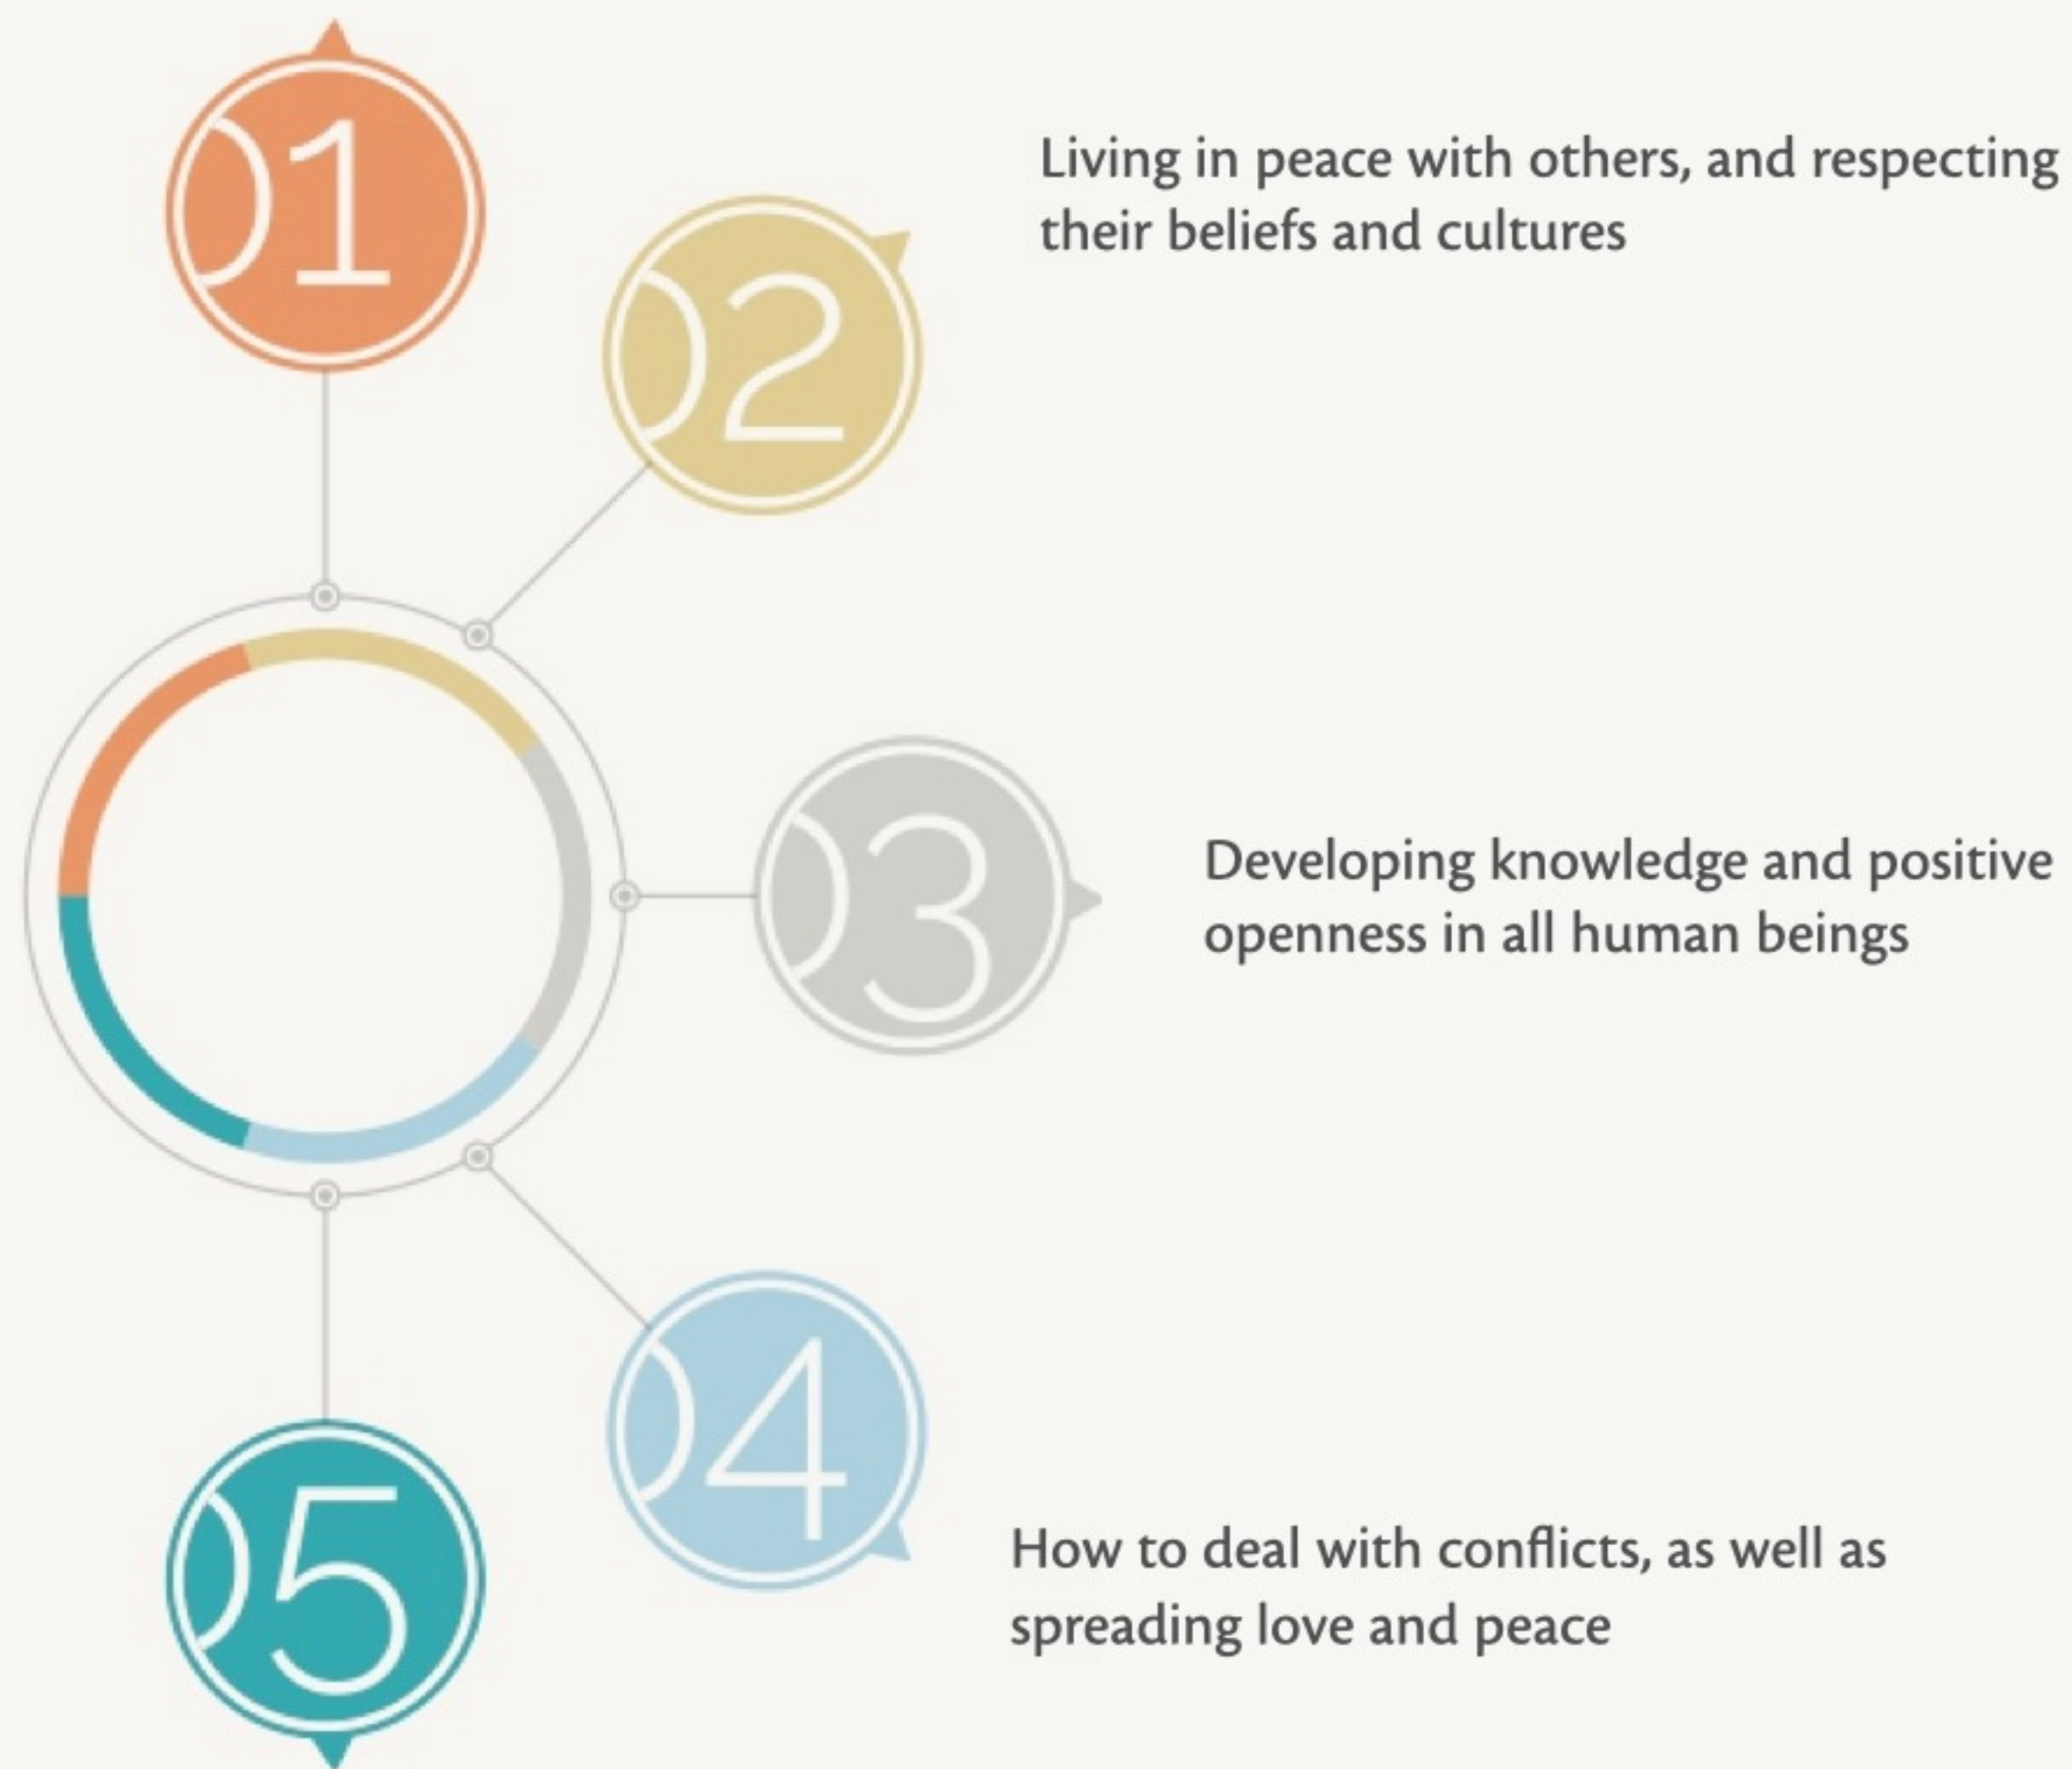 01
Living in peace with others, and respecting
their beliefs and cultures
02
03
Developing knowledge and positive
openness in all human beings
04
How to deal with conflicts, as well as
spreading love and peace
05